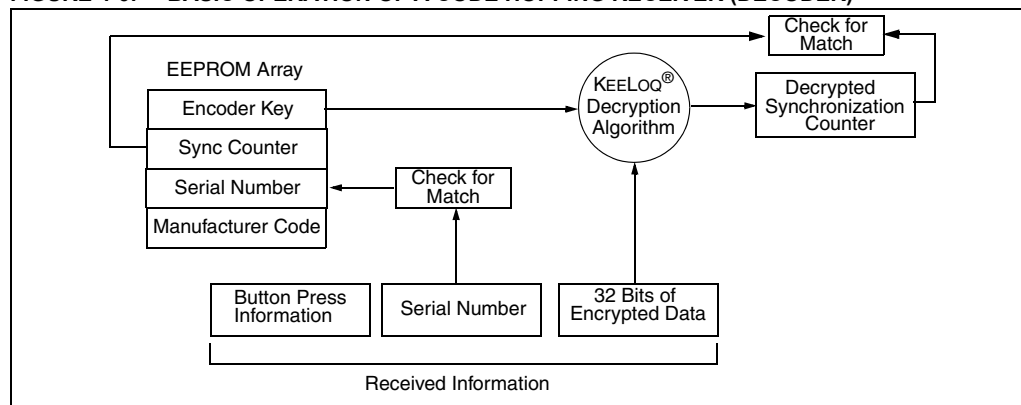 FIGURE BASIC OPERATION OF A CODE HOPPING RECEIVER (DECODER)
Check for
Match
EEPROM Array
Encoder Key
Sync Counter
Serial Number
Manufacturer Code
KEELOQ®
Decryption
Algorithm
Decrypted
Synchronization
Counter
Check for
Match
Button Press
Information
Serial Number
32 Bits of
Encrypted Data
Received Information